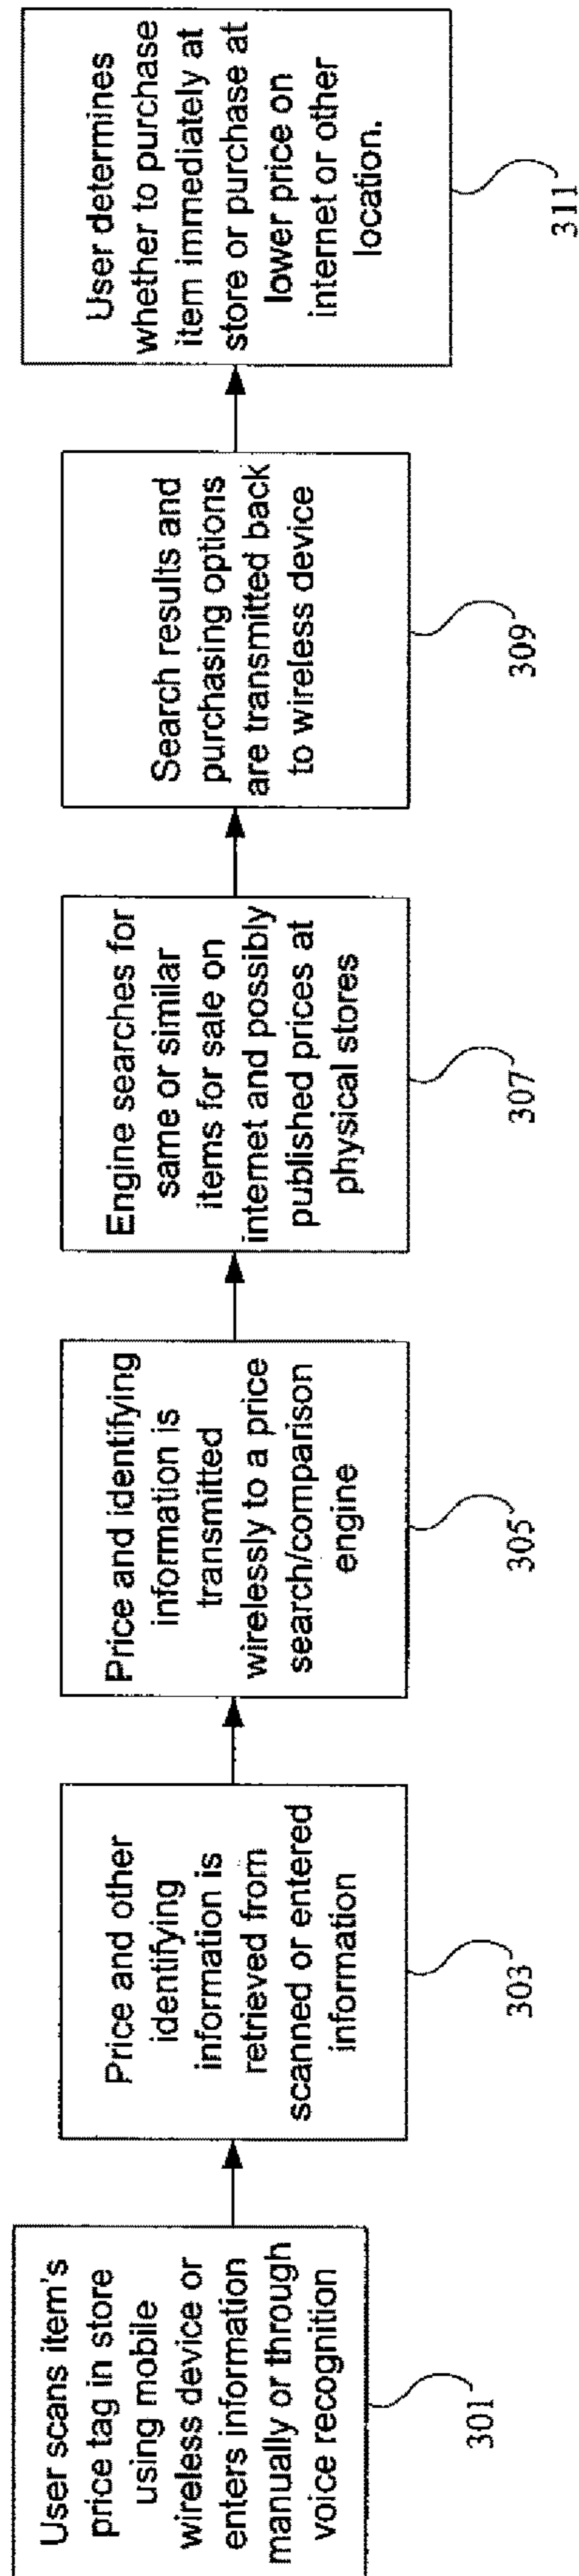 User scans item's
price tag in store
using mobile
wireless device or
enters information
manually or through
voice recognition
301
Price and other
identifying
information is
retrieved from
scanned or entered
information
303
Price and identifying
information is
transmitted
wirelessly to a price
search/comparison
engine
305
Engine searches for
same or similar
items for sale on
internet and possibly
published prices at
physical stores
307
Search results and
purchasing options
are transmitted back
to wireless device
309
User determines
whether to purchase
item immediately at
store or purchase at
lower price on
internet or other
location.
311